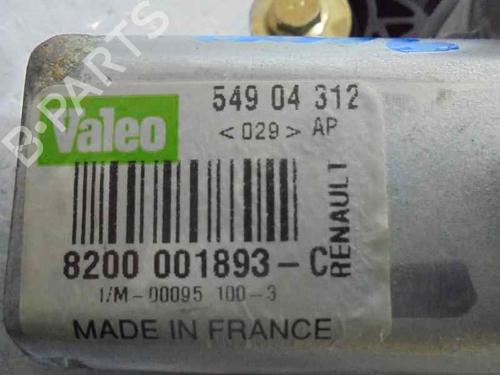 B-PARTS
Valeo
549 04 312
<029> AP
8200 001893-C
RENAULT
1/M-00095 100-3
MADE IN FRANCE